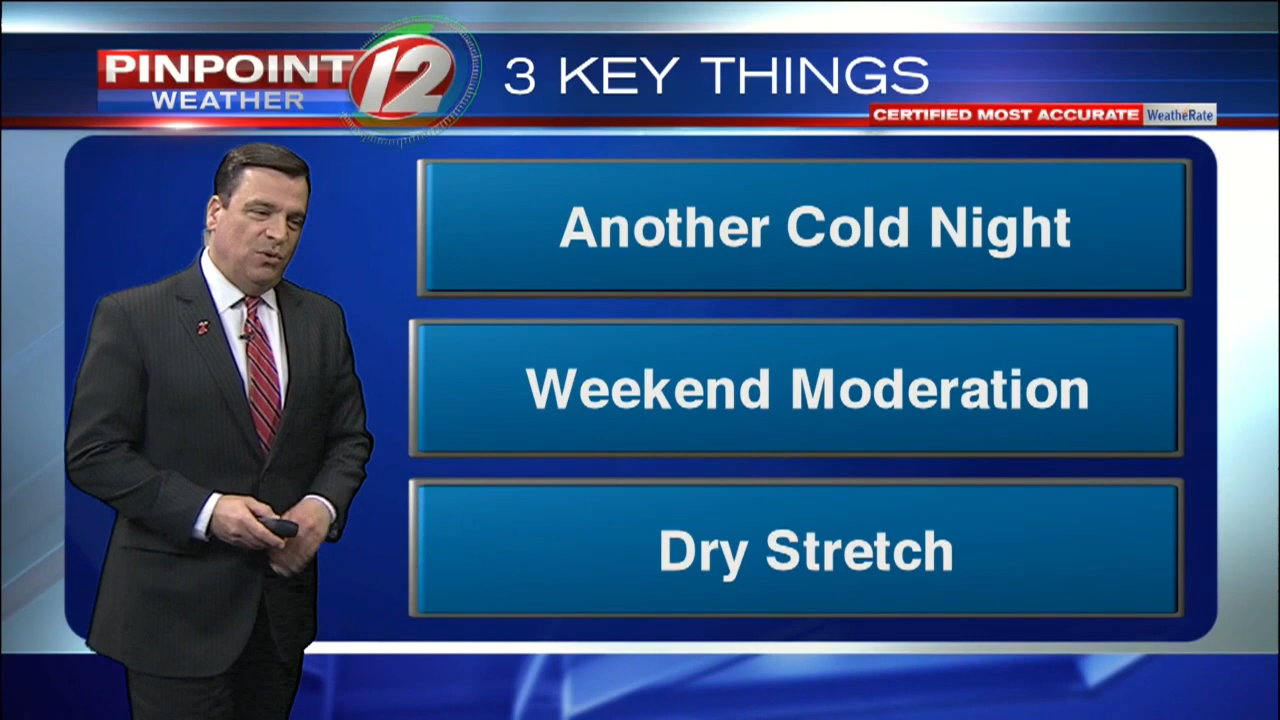 PINPOINT 12
WEATHER
3 KEY THINGS
CERTIFIED MOST ACCURATE WeatheRate
Another Cold Night
Weekend Moderation
Dry Stretch